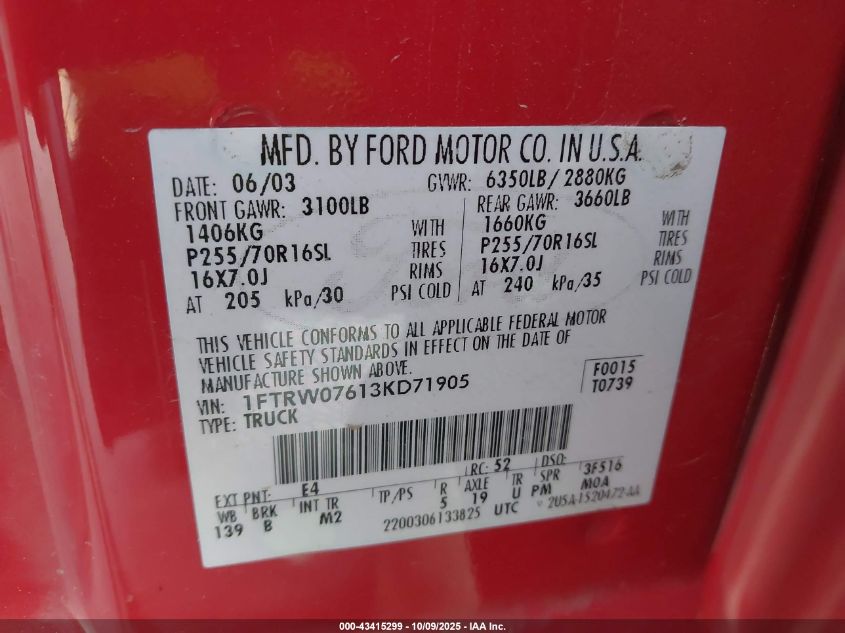 MFD. BY FORD MOTOR CO. IN U.S.A.
DATE: 06/03 GVWR: 6350LB/ 2880KG
FRONT GAWR: 3100LB REAR GAWR: 3660LB
1406KG WITH 1660KG WITH
P255/70R16SL TIRES P255/70R16SL TIRES
16X7.0J RIMS 16X7.0J RIMS
AT 205 kPa/30 PSI COLD AT 240 kPa/35 PSI COLD
THIS VEHICLE CONFORMS TO ALL APPLICABLE FEDERAL MOTOR
VEHICLE SAFETY STANDARDS IN EFFECT ON THE DATE OF
MANUFACTURE SHOWN ABOVE.
VIN: 1FTRW07613KD71905 F0015
TYPE: TRUCK T0739
EXT PNT: E4 RC: 52 DSO: 3F516
WB BRK INT TR TP/PS R AXLE TR SPR M0A
139 B M2 5 19 U PM
2200306133825 UTC 2U5A-1520472-AA
000-43415299 - 10/09/2025 - IAA Inc.